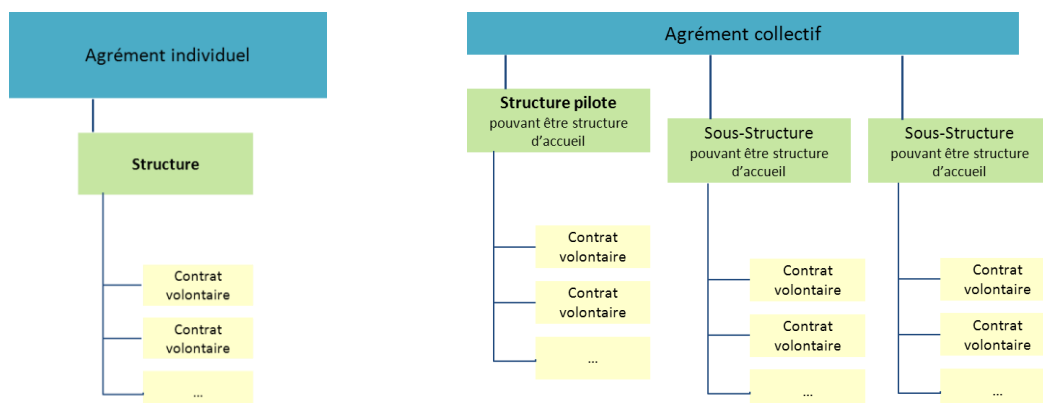 Agrément individuel
Structure
Contrat
volontaire
Contrat
volontaire
...
Agrément collectif
Structure pilote
pouvant être structure
d'accueil
Contrat
volontaire
Contrat
volontaire
...
Sous-Structure
pouvant être structure
d'accueil
Contrat
volontaire
Contrat
volontaire
...
Sous-Structure
pouvant être structure
d'accueil
Contrat
volontaire
Contrat
volontaire
...